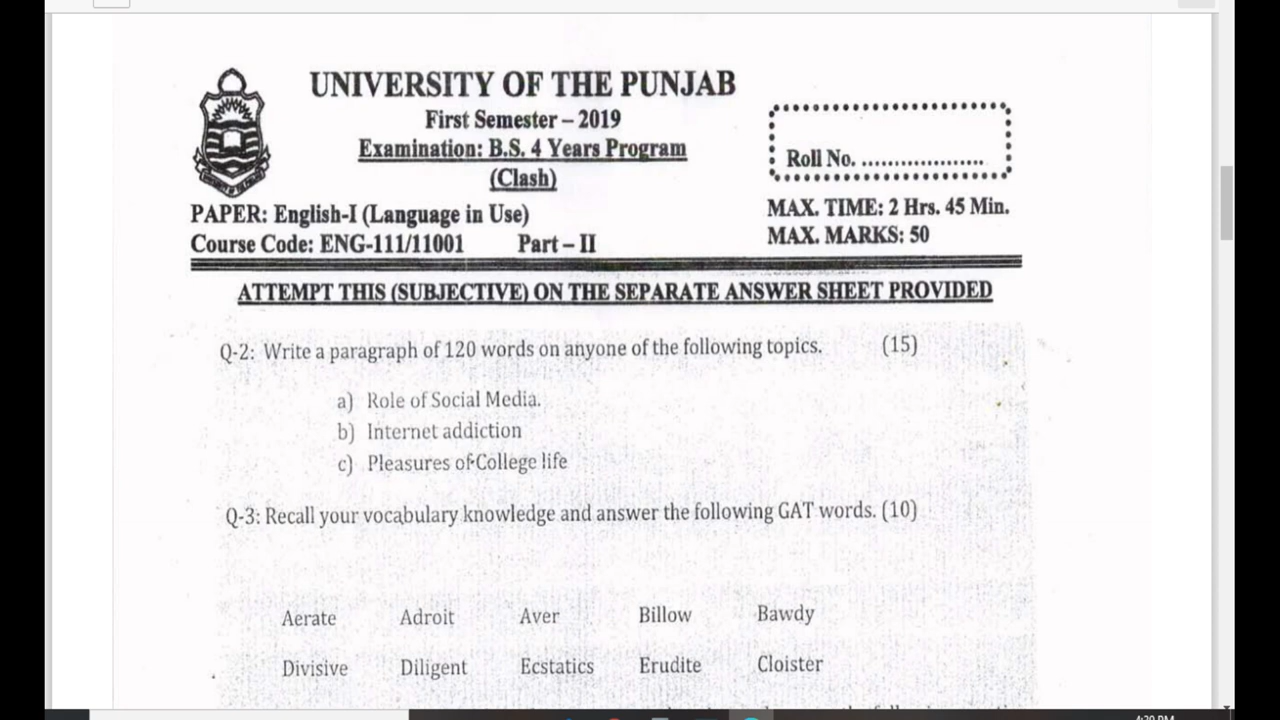 UNIVERSITY OF THE PUNJAB
First Semester – 2019
Examination: B.S. 4 Years Program
(Clash)
Roll No. ....................
PAPER: English-I (Language in Use)
MAX. TIME: 2 Hrs. 45 Min.
Course Code: ENG-111/11001 Part – II
MAX. MARKS: 50
ATTEMPT THIS (SUBJECTIVE) ON THE SEPARATE ANSWER SHEET PROVIDED
Q-2: Write a paragraph of 120 words on anyone of the following topics. (15)
a) Role of Social Media.
b) Internet addiction
c) Pleasures of College life
Q-3: Recall your vocabulary knowledge and answer the following GAT words. (10)
Aerate Adroit Aver Billow Bawdy
Divisive Diligent Ecstatics Erudite Cloister
4:20 PM